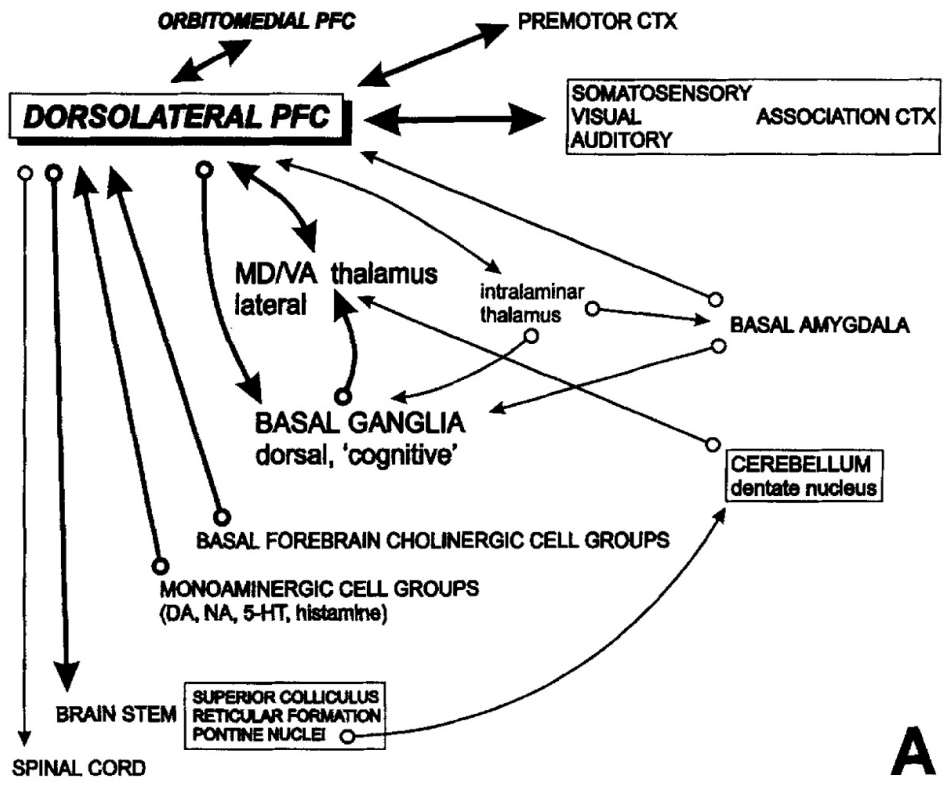 ORBITOMEDIAL PFC
PREMOTOR CTX
DORSOLATERAL PFC
SOMATOSENSORY
VISUAL ASSOCIATION CTX
AUDITORY
MD/VA thalamus
lateral
intralaminar
thalamus
BASAL AMYGDALA
BASAL GANGLIA
dorsal, 'cognitive'
CEREBELLUM
dentate nucleus
BASAL FOREBRAIN CHOLINERGIC CELL GROUPS
MONOAMINERGIC CELL GROUPS
(DA, NA, 5-HT, histamine)
BRAIN STEM
SUPERIOR COLLICULUS
RETICULAR FORMATION
PONTINE NUCLEI
SPINAL CORD
A